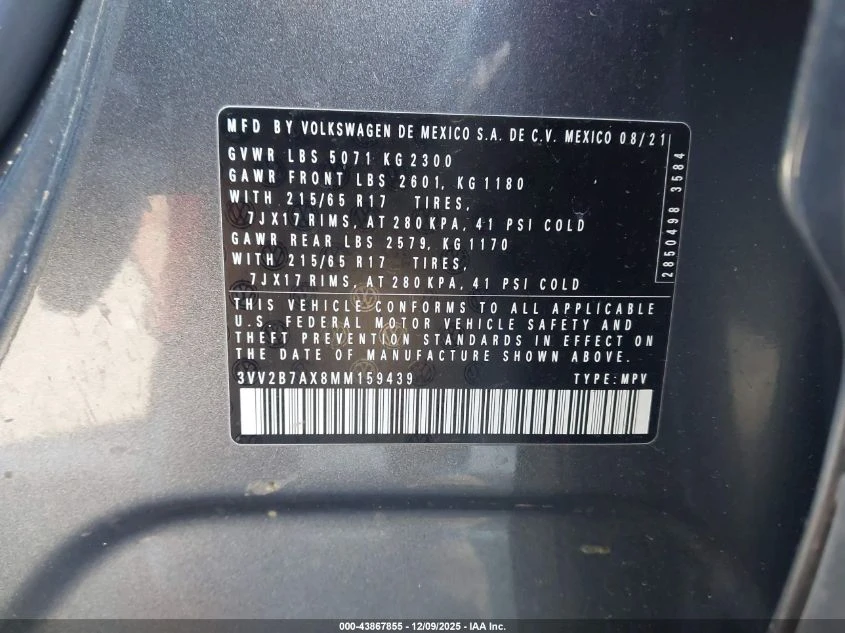 MFD BY VOLKSWAGEN DE MEXICO S.A. DE C.V. MEXICO 08/21
GVWR LBS 5071 KG 2300
GAWR FRONT LBS 2601, KG 1180
WITH 215/65 R17 TIRES,
7JX17 RIMS, AT 280 KPA, 41 PSI COLD
GAWR REAR LBS 2579, KG 1170
WITH 215/65 R17 TIRES,
7JX17 RIMS, AT 280 KPA, 41 PSI COLD
2850498 3584
THIS VEHICLE CONFORMS TO ALL APPLICABLE
U.S. FEDERAL MOTOR VEHICLE SAFETY AND
THEFT PREVENTION STANDARDS IN EFFECT ON
THE DATE OF MANUFACTURE SHOWN ABOVE.
3VV2B7AX8MM159439 TYPE: MPV
000-43867855 - 12/09/2025 - IAA Inc.